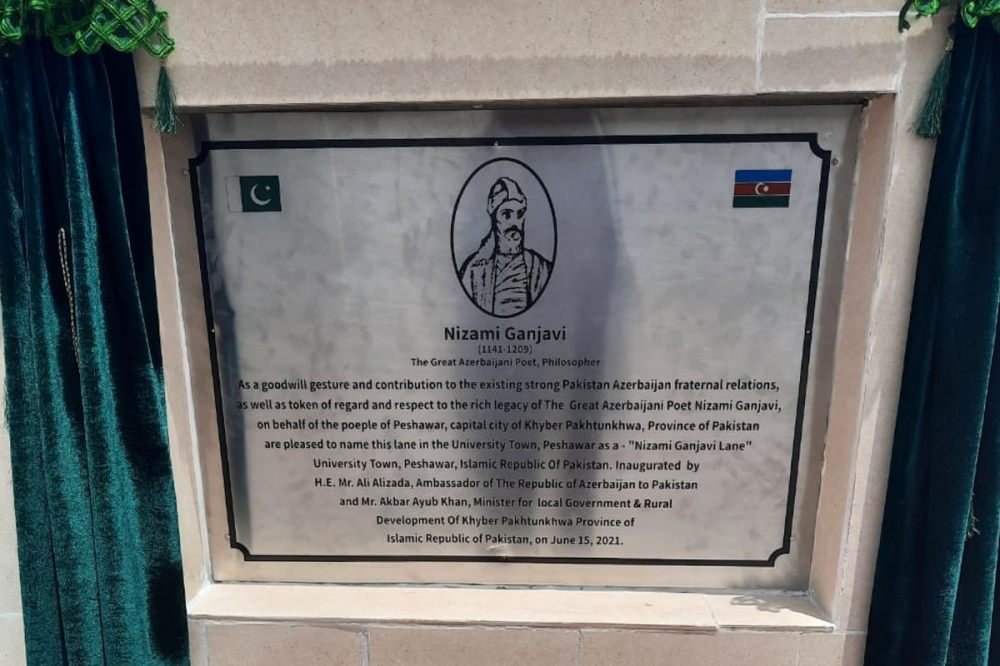 Nizami Ganjavi
(1141-1209)
The Great Azerbaijani Poet, Philosopher
As a goodwill gesture and contribution to the existing strong Pakistan Azerbaijan fraternal relations,
as well as token of regard and respect to the rich legacy of The Great Azerbaijani Poet Nizami Ganjavi,
on behalf of the poeple of Peshawar, capital city of Khyber Pakhtunkhwa, Province of Pakistan
are pleased to name this lane in the University Town, Peshawar as a - "Nizami Ganjavi Lane"
University Town, Peshawar, Islamic Republic Of Pakistan. Inaugurated by
H.E. Mr. Ali Alizada, Ambassador of The Republic of Azerbaijan to Pakistan
and Mr. Akbar Ayub Khan, Minister for local Government & Rural
Development Of Khyber Pakhtunkhwa Province of
Islamic Republic of Pakistan, on June 15, 2021.